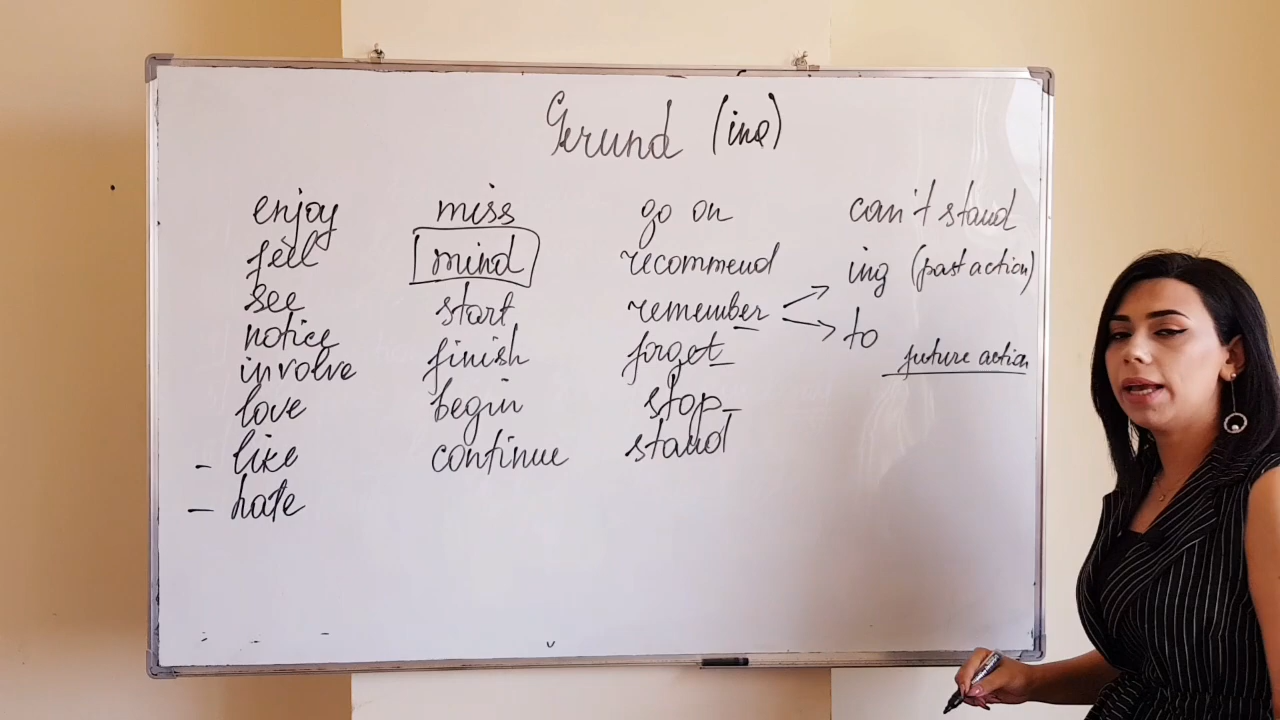 Gerund (ing)
enjoy
feel
see
notice
involve
love
- like
- hate
miss
mind
start
finish
begin
continue
go on
recommend
remember
forget
stop
stand
can't stand
ing (past action)
to
future action